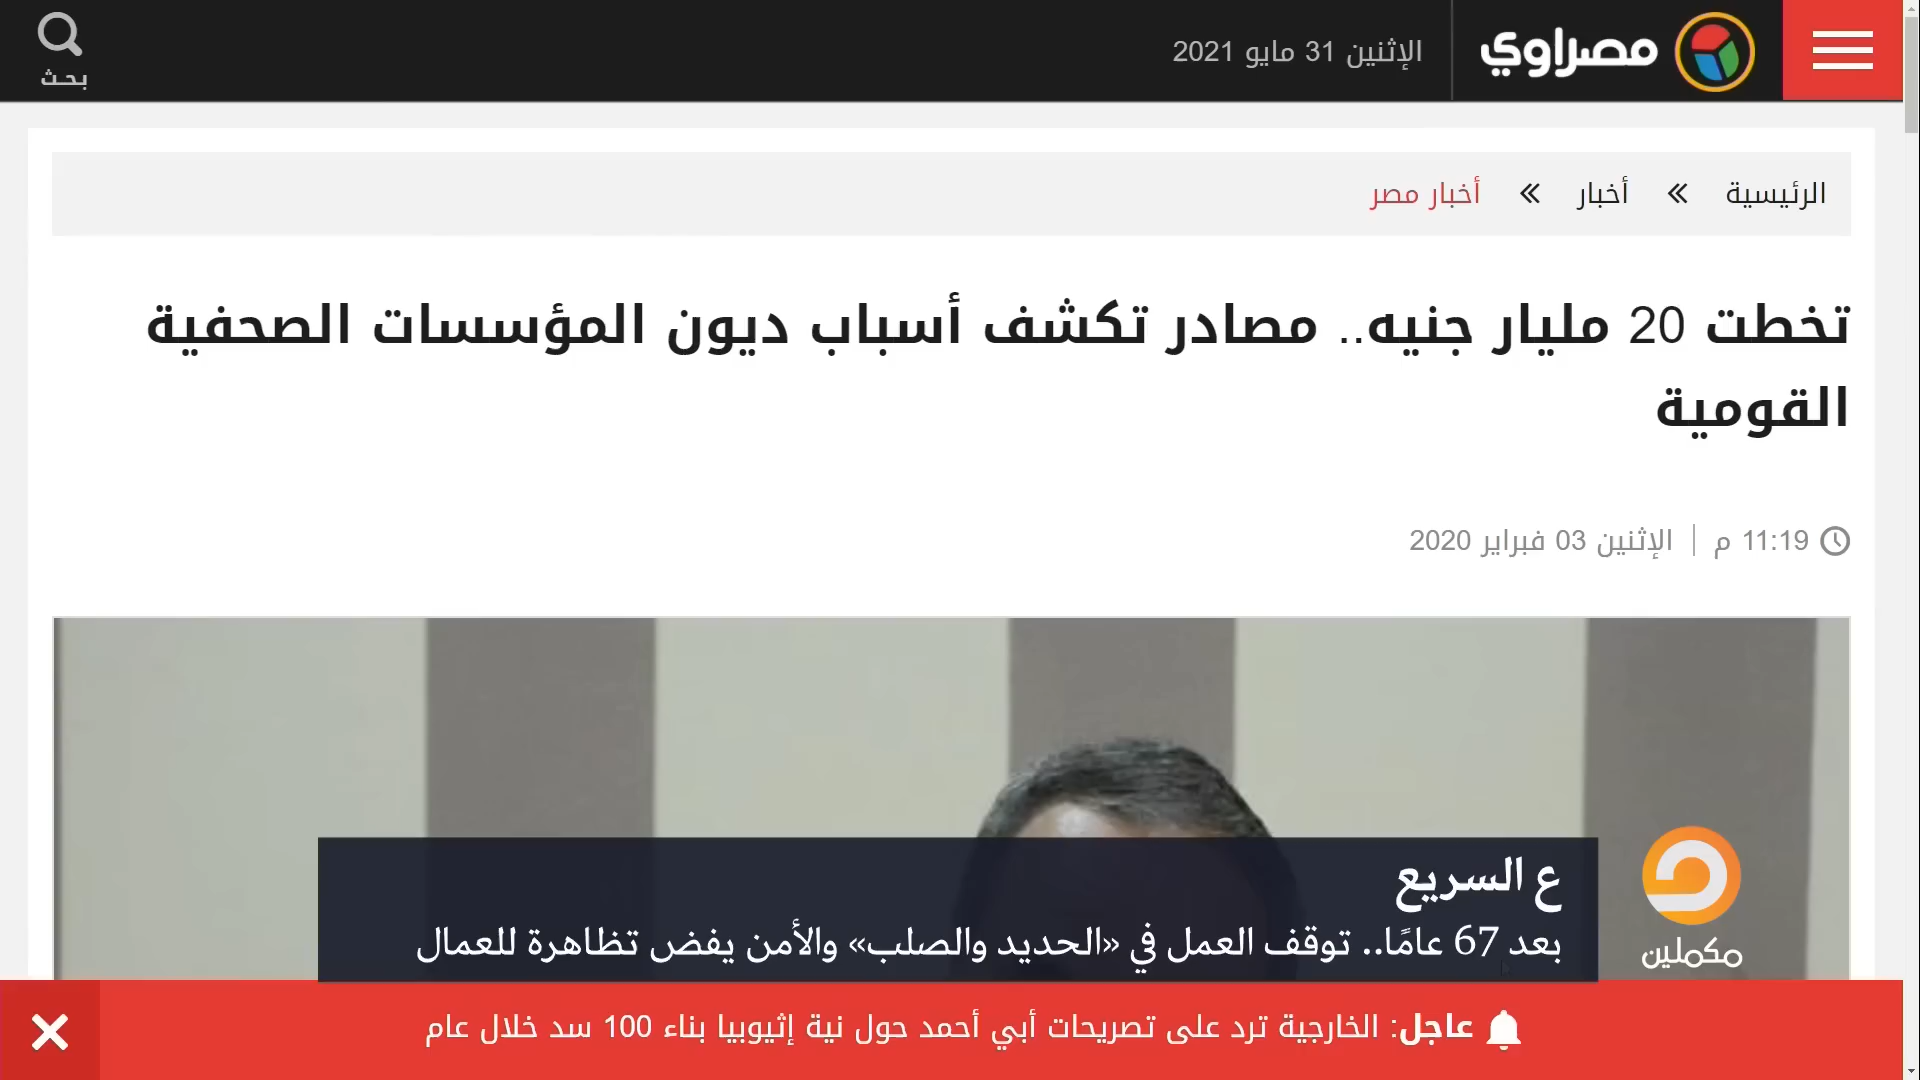 مصراوي
الإثنين 31 مايو 2021
بحث
الرئيسية » أخبار » أخبار مصر
تخطت 20 مليار جنيه.. مصادر تكشف أسباب ديون المؤسسات الصحفية
القومية
11:19 م | الإثنين 03 فبراير 2020
ع السريع
بعد 67 عامًا.. توقف العمل في «الحديد والصلب» والأمن يفض تظاهرة للعمال
مكملين
عاجل: الخارجية ترد على تصريحات أبي أحمد حول نية إثيوبيا بناء 100 سد خلال عام